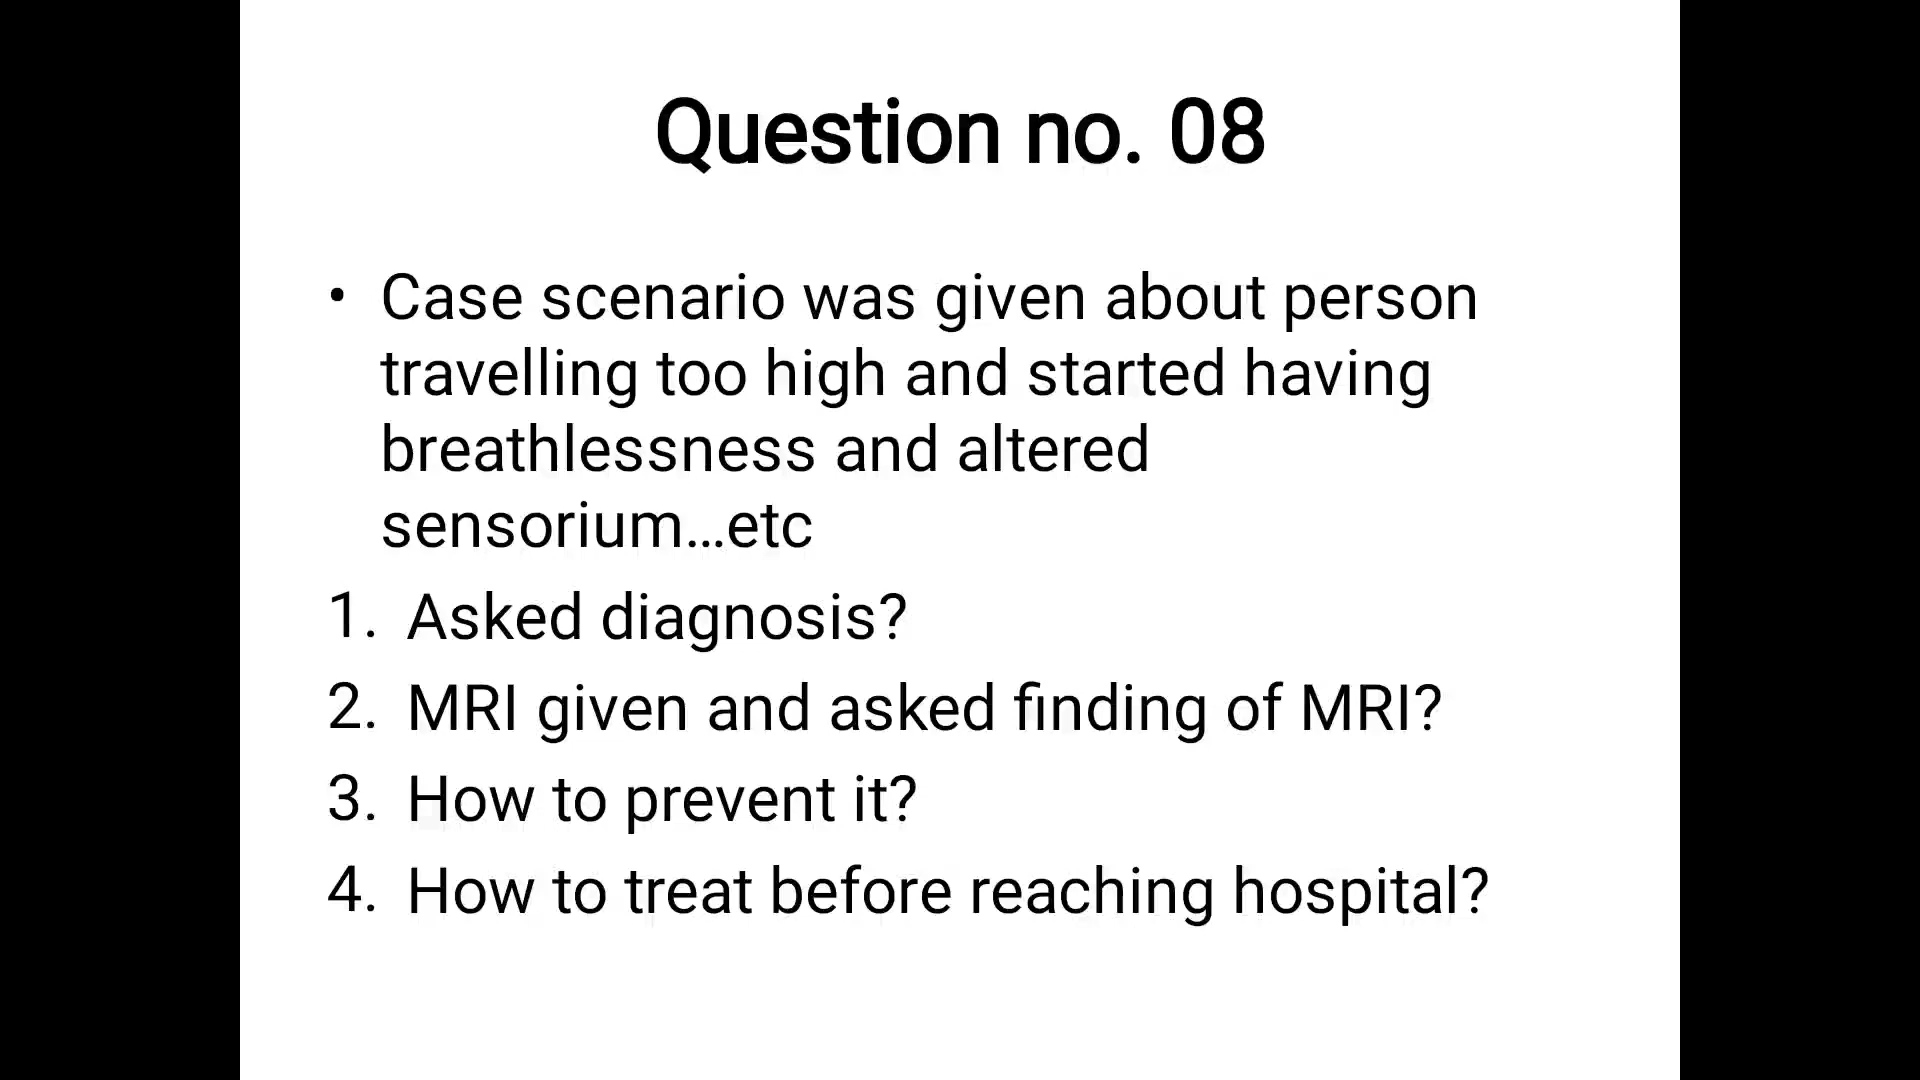 Question no. 08
• Case scenario was given about person
travelling too high and started having
breathlessness and altered
sensorium...etc
1. Asked diagnosis?
2. MRI given and asked finding of MRI?
3. How to prevent it?
4. How to treat before reaching hospital?